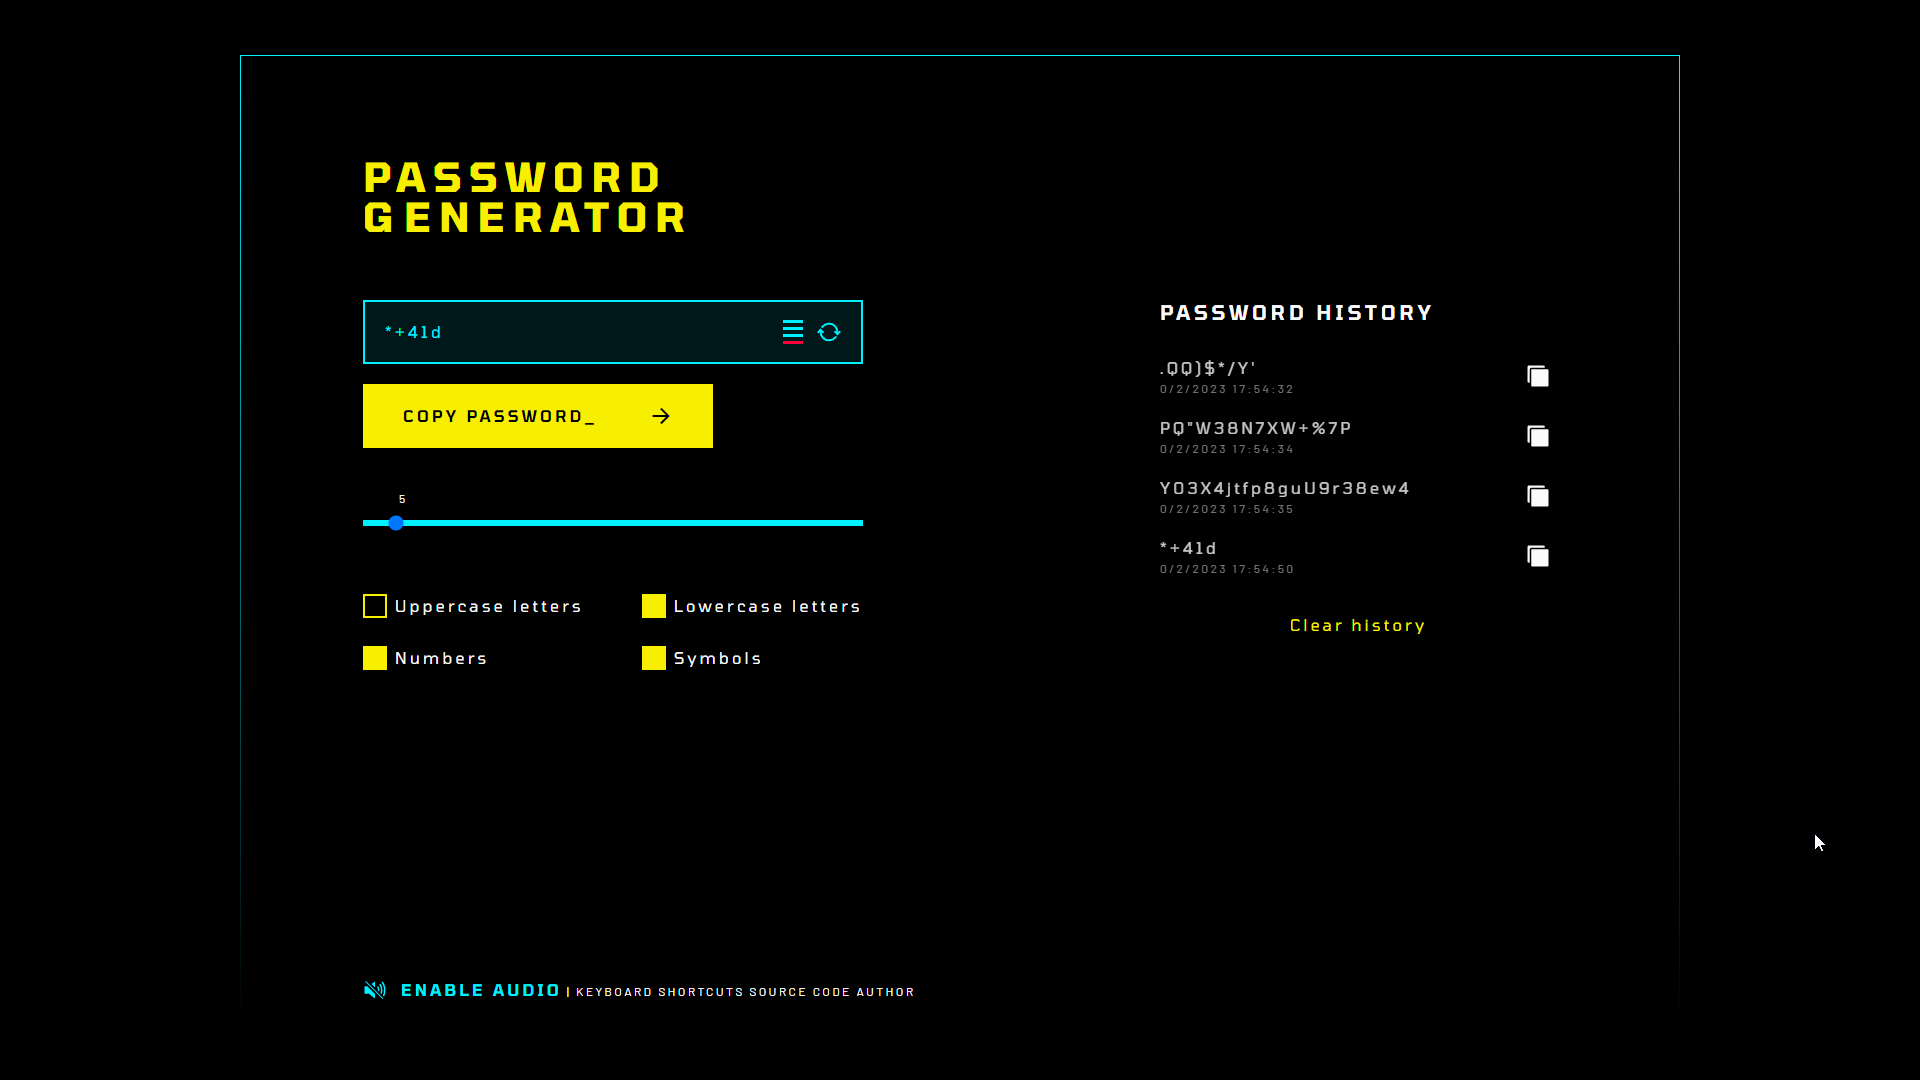 PASSWORD
GENERATOR
*+41d
COPY PASSWORD_
5
Uppercase letters
Lowercase letters
Numbers
Symbols
PASSWORD HISTORY
.QQ)$*/Y'
0/2/2023 17:54:32
PQ"W38N7XW+%7P
0/2/2023 17:54:34
Y03X4jtfp8guU9r38ew4
0/2/2023 17:54:35
*+41d
0/2/2023 17:54:50
Clear history
ENABLE AUDIO | KEYBOARD SHORTCUTS SOURCE CODE AUTHOR